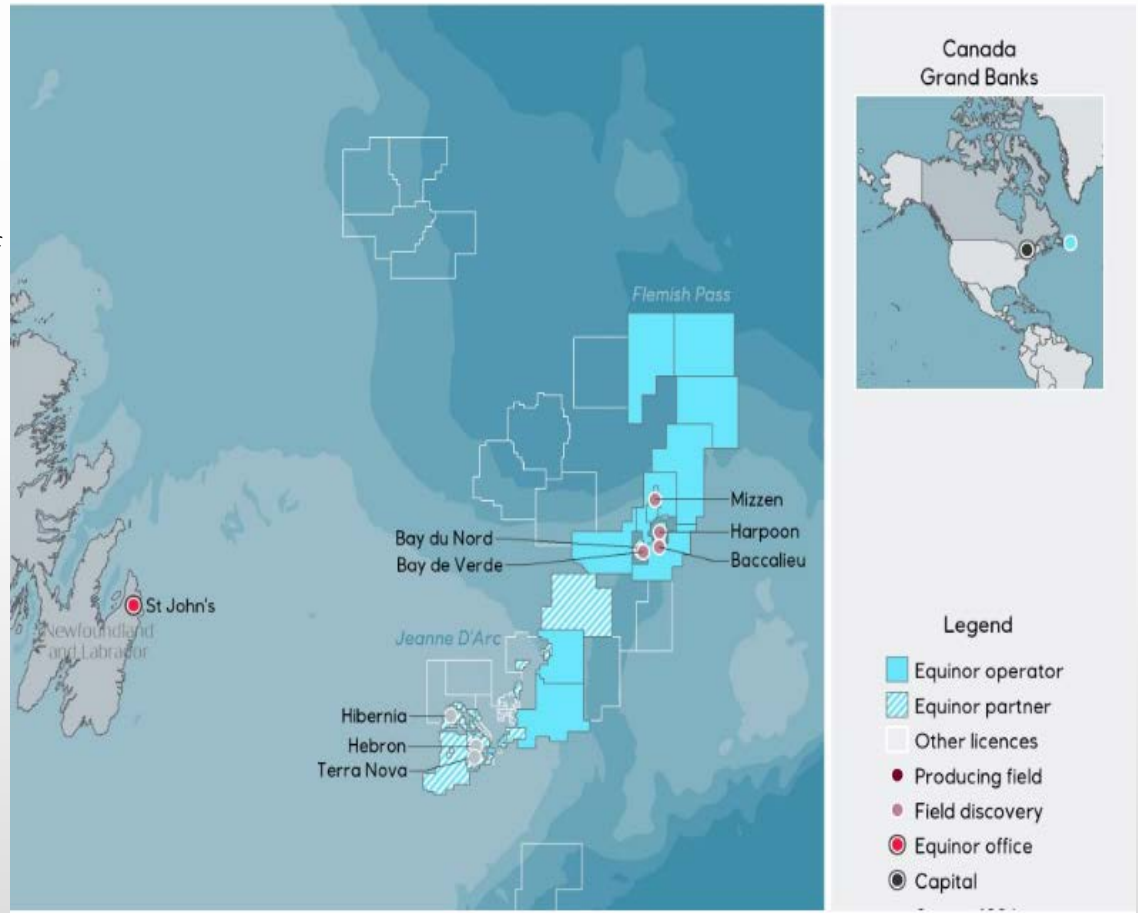 Canada
Grand Banks
Flemish Pass
Mizzen
Harpoon
Baccalieu
Bay du Nord
Bay de Verde
St John's
Newfoundland
and Labrador
Jeanne D'Arc
Hibernia
Hebron
Terra Nova
Legend
Equinor operator
Equinor partner
Other licences
Producing field
Field discovery
Equinor office
Capital